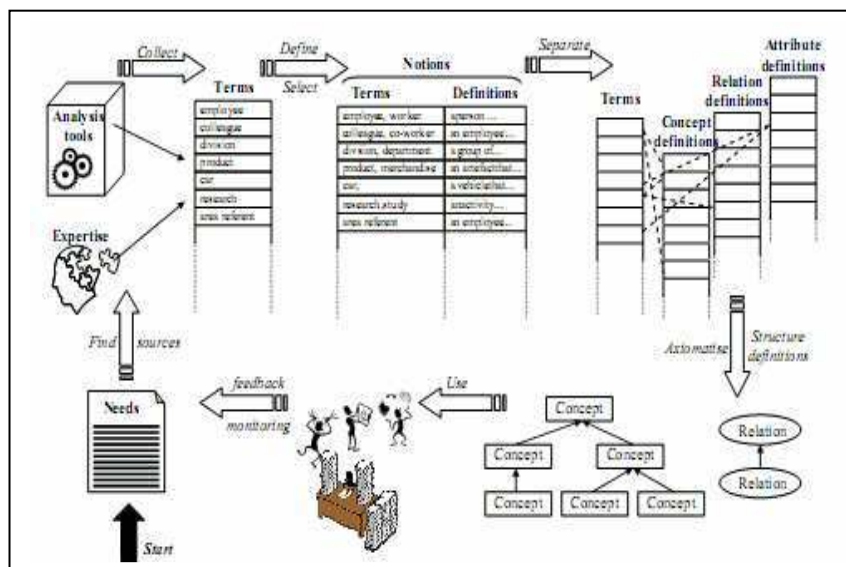 Collect
Define
Select
Separate
Attribute
definitions
Relation
definitions
Concept
definitions
Terms
Notions
Terms
Definitions
Terms
Analysis
tools
employee
colleague
division
product
car
research
area referent
employee, worker
a person....
colleague, co-worker
an employee...
division, department
a group of...
product, merchandise
an artefact that...
car,
a vehicle that...
research, study
an activity....
area referent
an employee...
Expertise
Find sources
Axiomatise
Structure
definitions
feedback
monitoring
Use
Needs
Start
Concept
Concept
Concept
Concept
Concept
Concept
Relation
Relation